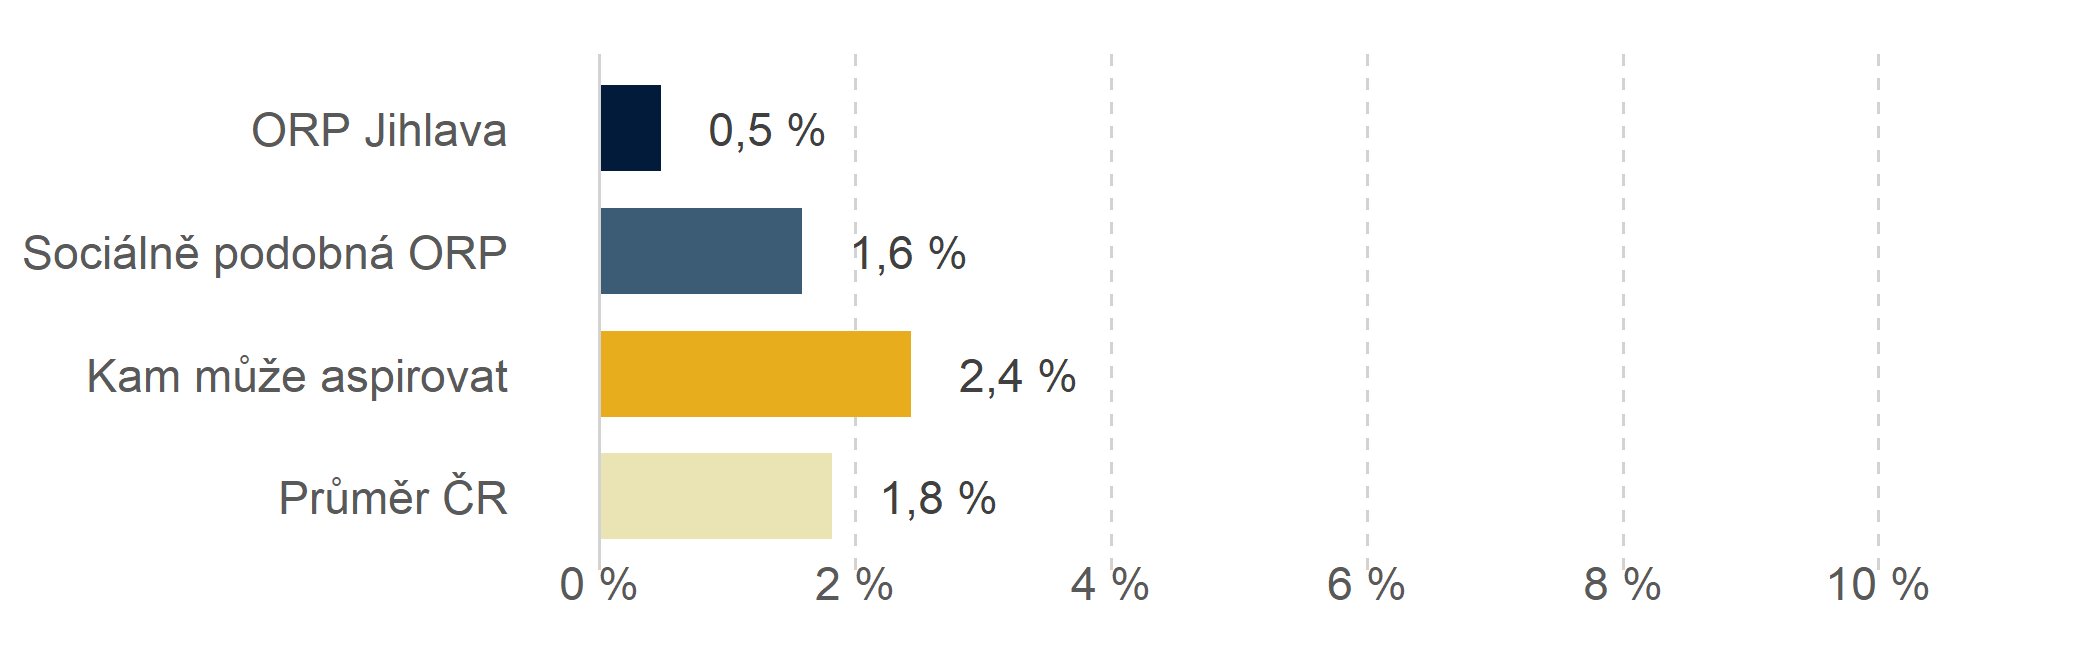 ORP Jihlava 0,5 %
Sociálně podobná ORP 1,6 %
Kam může aspirovat 2,4 %
Průměr ČR 1,8 %
0 % 2 % 4 % 6 % 8 % 10 %